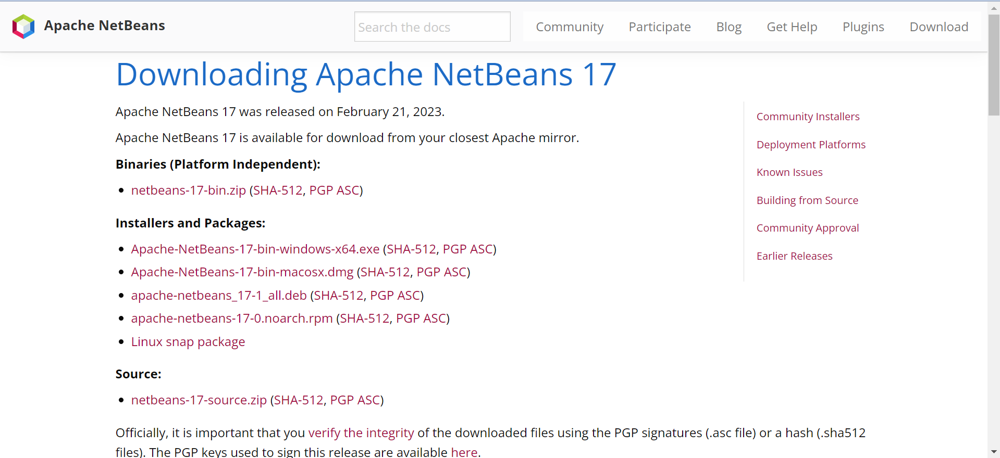 Apache NetBeans
Search the docs
Community Participate Blog Get Help Plugins Download
Downloading Apache NetBeans 17
Apache NetBeans 17 was released on February 21, 2023.
Apache NetBeans 17 is available for download from your closest Apache mirror.
Binaries (Platform Independent):
• netbeans-17-bin.zip (SHA-512, PGP ASC)
Installers and Packages:
• Apache-NetBeans-17-bin-windows-x64.exe (SHA-512, PGP ASC)
• Apache-NetBeans-17-bin-macosx.dmg (SHA-512, PGP ASC)
• apache-netbeans_17-1_all.deb (SHA-512, PGP ASC)
• apache-netbeans-17-0.noarch.rpm (SHA-512, PGP ASC)
• Linux snap package
Source:
• netbeans-17-source.zip (SHA-512, PGP ASC)
Officially, it is important that you verify the integrity of the downloaded files using the PGP signatures (.asc file) or a hash (.sha512
files). The PGP keys used to sign this release are available here.
Community Installers
Deployment Platforms
Known Issues
Building from Source
Community Approval
Earlier Releases